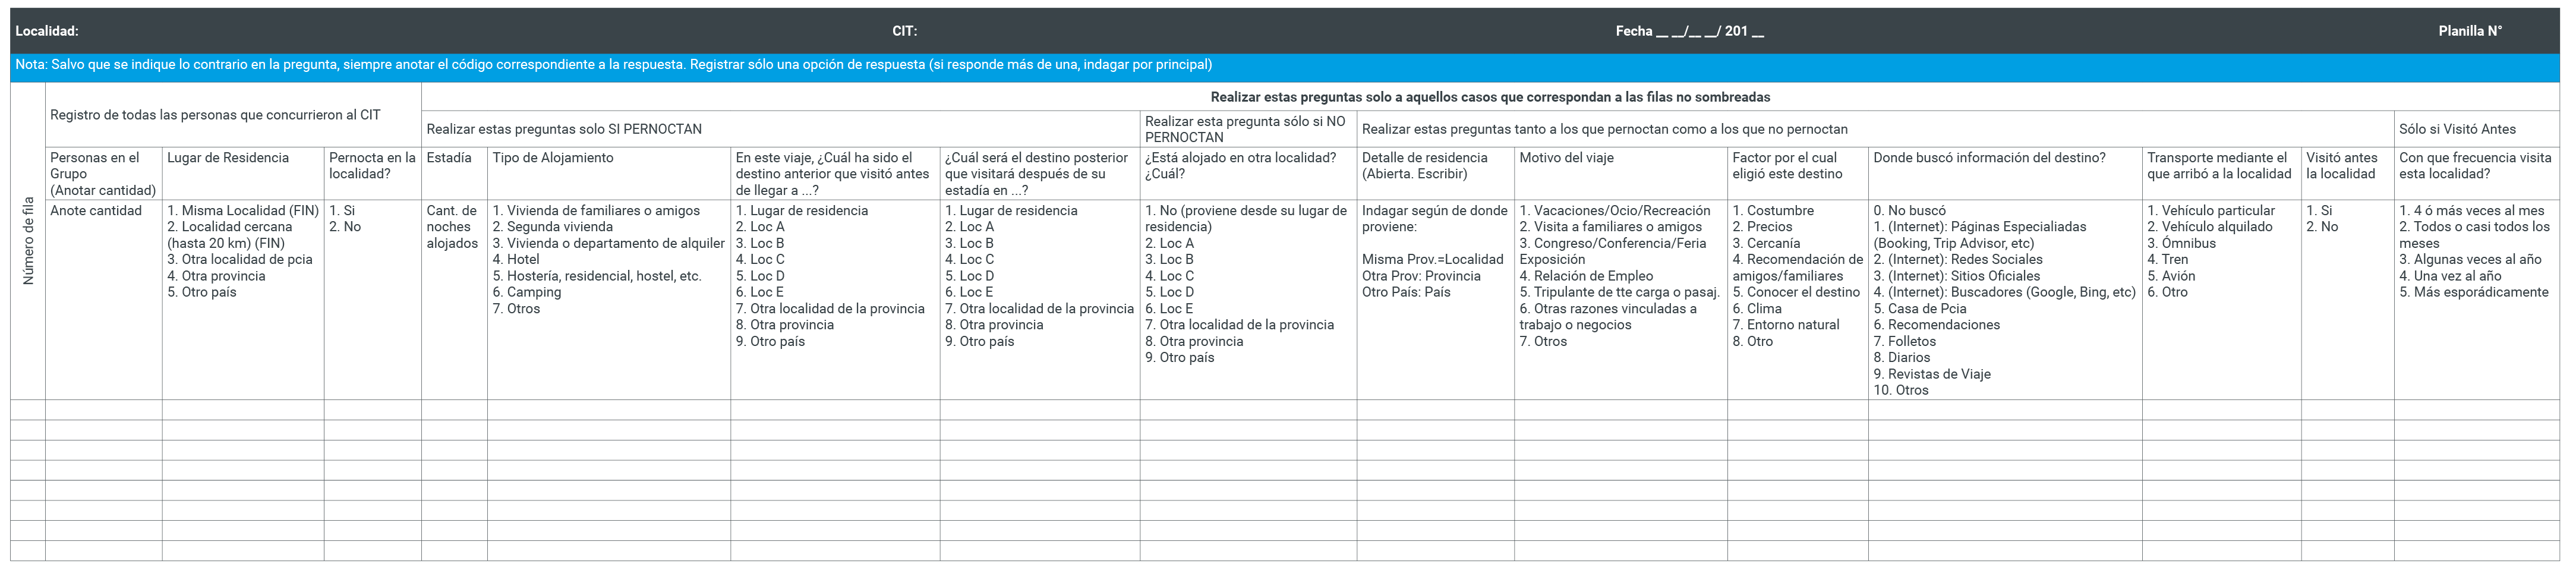 Localidad: CIT: Fecha __ __/__ __/ 201 __ Planilla N°
Nota: Salvo que se indique lo contrario en la pregunta, siempre anotar el código correspondiente a la respuesta. Registrar sólo una opción de respuesta (si responde más de una, indagar por principal)
Número de fila
Registro de todas las personas que concurrieron al CIT
Realizar estas preguntas solo a aquellos casos que correspondan a las filas no sombreadas
Realizar estas preguntas solo SI PERNOCTAN
Realizar esta pregunta sólo si NO
PERNOCTAN
Realizar estas preguntas tanto a los que pernoctan como a los que no pernoctan
Sólo si Visitó Antes
Personas en el
Grupo
(Anotar cantidad)
Lugar de Residencia
Pernocta en la
localidad?
Estadía
Tipo de Alojamiento
En este viaje, ¿Cuál ha sido el
destino anterior que visitó antes
de llegar a ...?
¿Cuál será el destino posterior
que visitará después de su
estadía en ...?
¿Está alojado en otra localidad?
¿Cuál?
Detalle de residencia
(Abierta. Escribir)
Motivo del viaje
Factor por el cual
eligió este destino
Donde buscó información del destino?
Transporte mediante el
que arribó a la localidad
Visitó antes
la localidad
Con que frecuencia visita
esta localidad?
Anote cantidad
1. Misma Localidad (FIN)
2. Localidad cercana
(hasta 20 km) (FIN)
3. Otra localidad de pcia
4. Otra provincia
5. Otro país
1. Si
2. No
Cant. de
noches
alojados
1. Vivienda de familiares o amigos
2. Segunda vivienda
3. Vivienda o departamento de alquiler
4. Hotel
5. Hostería, residencial, hostel, etc.
6. Camping
7. Otros
1. Lugar de residencia
2. Loc A
3. Loc B
4. Loc C
5. Loc D
6. Loc E
7. Otra localidad de la provincia
8. Otra provincia
9. Otro país
1. Lugar de residencia
2. Loc A
3. Loc B
4. Loc C
5. Loc D
6. Loc E
7. Otra localidad de la provincia
8. Otra provincia
9. Otro país
1. No (proviene desde su lugar de
residencia)
2. Loc A
3. Loc B
4. Loc C
5. Loc D
6. Loc E
7. Otra localidad de la provincia
8. Otra provincia
9. Otro país
Indagar según de donde
proviene:
Misma Prov.=Localidad
Otra Prov: Provincia
Otro País: País
1. Vacaciones/Ocio/Recreación
2. Visita a familiares o amigos
3. Congreso/Conferencia/Feria
Exposición
4. Relación de Empleo
5. Tripulante de tte carga o pasaj.
6. Otras razones vinculadas a
trabajo o negocios
7. Otros
1. Costumbre
2. Precios
3. Cercanía
4. Recomendación de
amigos/familiares
5. Conocer el destino
6. Clima
7. Entorno natural
8. Otro
0. No buscó
1. (Internet): Páginas Especialiadas
(Booking, Trip Advisor, etc)
2. (Internet): Redes Sociales
3. (Internet): Sitios Oficiales
4. (Internet): Buscadores (Google, Bing, etc)
5. Casa de Pcia
6. Recomendaciones
7. Folletos
8. Diarios
9. Revistas de Viaje
10. Otros
1. Vehículo particular
2. Vehículo alquilado
3. Ómnibus
4. Tren
5. Avión
6. Otro
1. Si
2. No
1. 4 ó más veces al mes
2. Todos o casi todos los
meses
3. Algunas veces al año
4. Una vez al año
5. Más esporádicamente